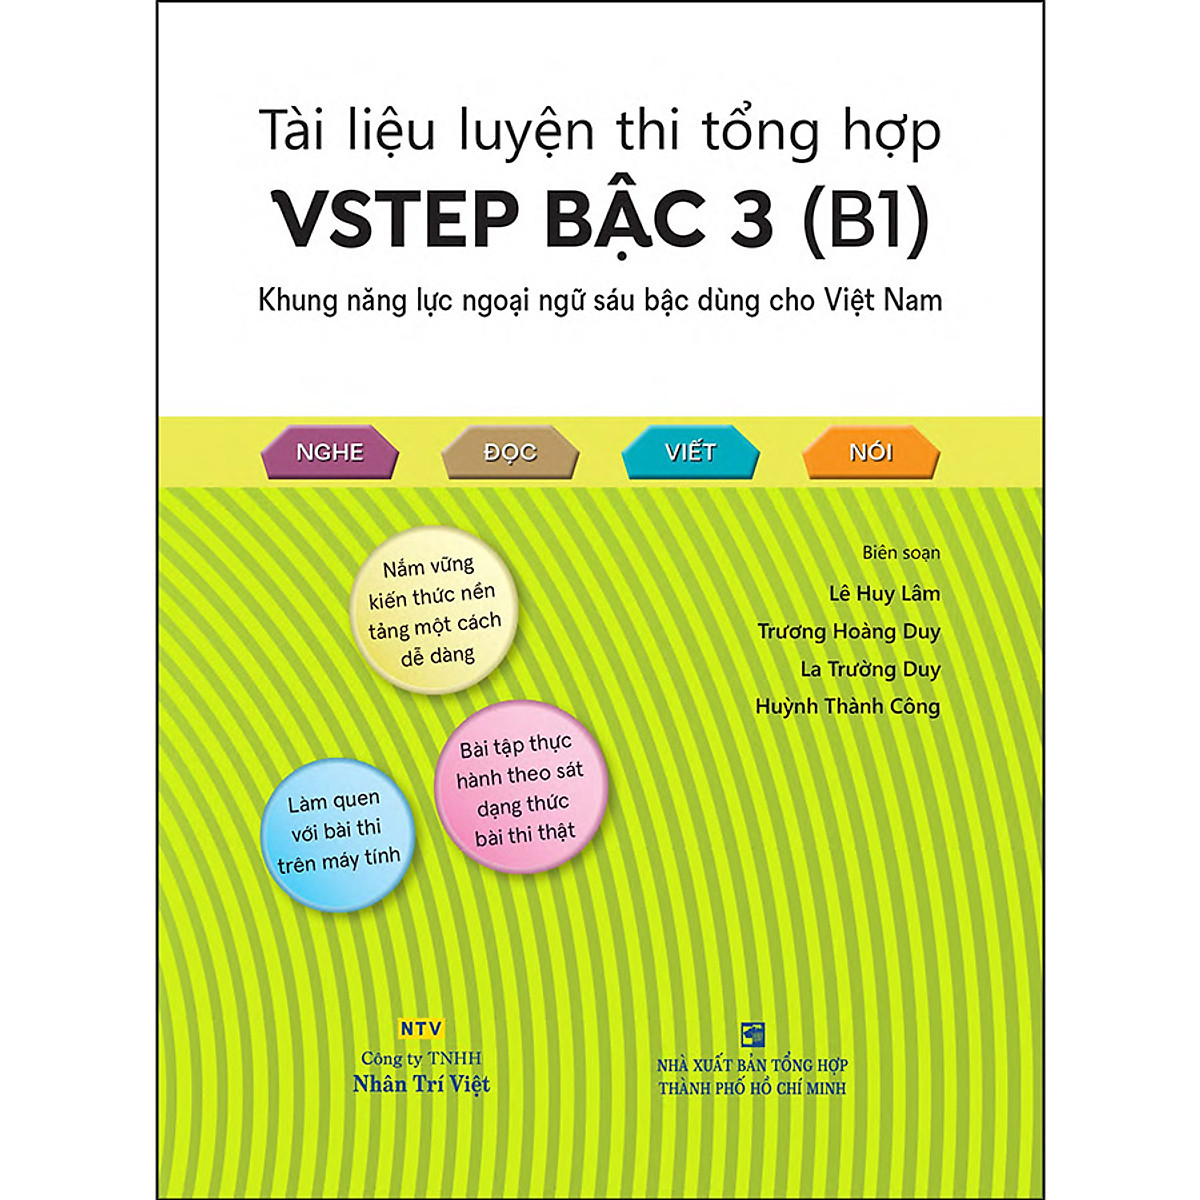 Tài liệu luyện thi tổng hợp
VSTEP BẬC 3 (B1)
Khung năng lực ngoại ngữ sáu bậc dùng cho Việt Nam
NGHE
ĐỌC
VIẾT
NÓI
Biên soạn
Lê Huy Lâm
Trương Hoàng Duy
La Trường Duy
Huỳnh Thành Công
Nắm vững
kiến thức nền
tảng một cách
dễ dàng
Bài tập thực
hành theo sát
dạng thức
bài thi thật
Làm quen
với bài thi
trên máy tính
NTV
Công ty TNHH
Nhân Trí Việt
NHÀ XUẤT BẢN TỔNG HỢP
THÀNH PHỐ HỒ CHÍ MINH